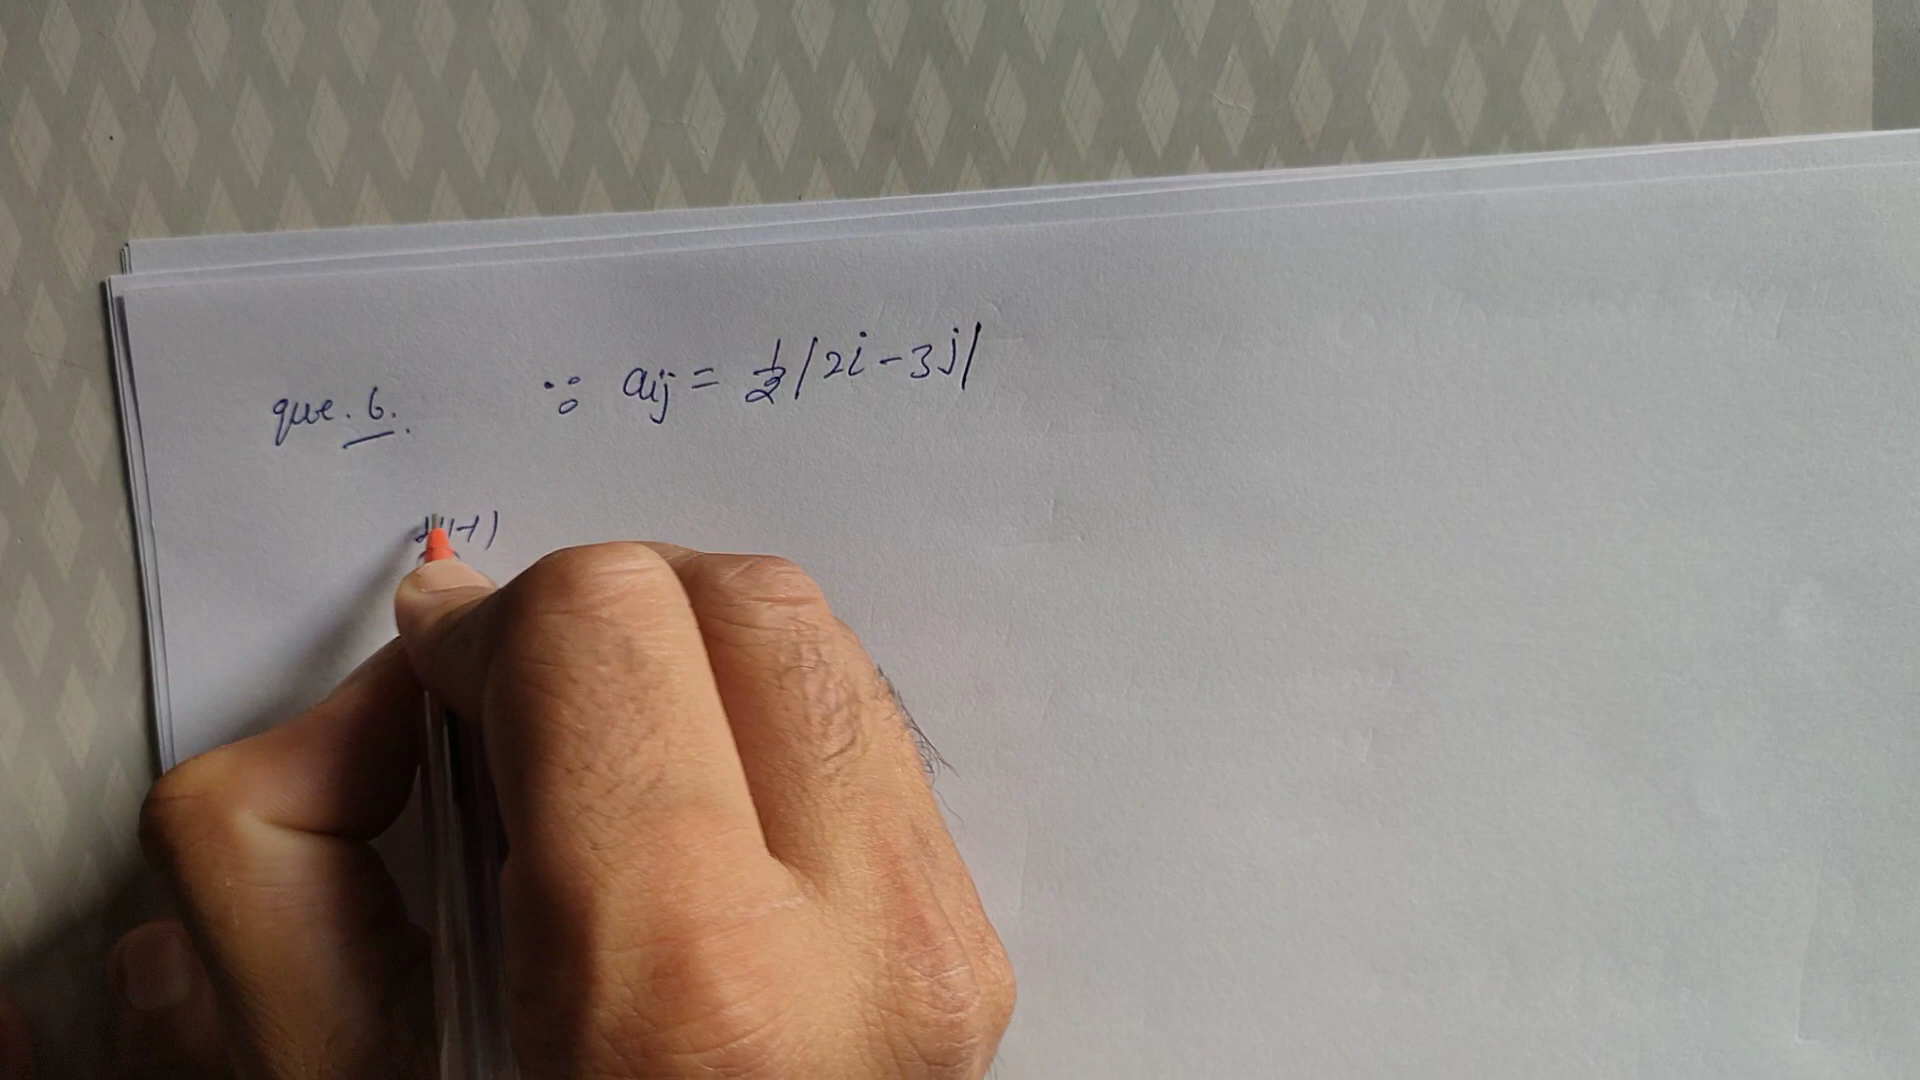 que. 6. ∵ aij = 1/2 |2i - 3j|